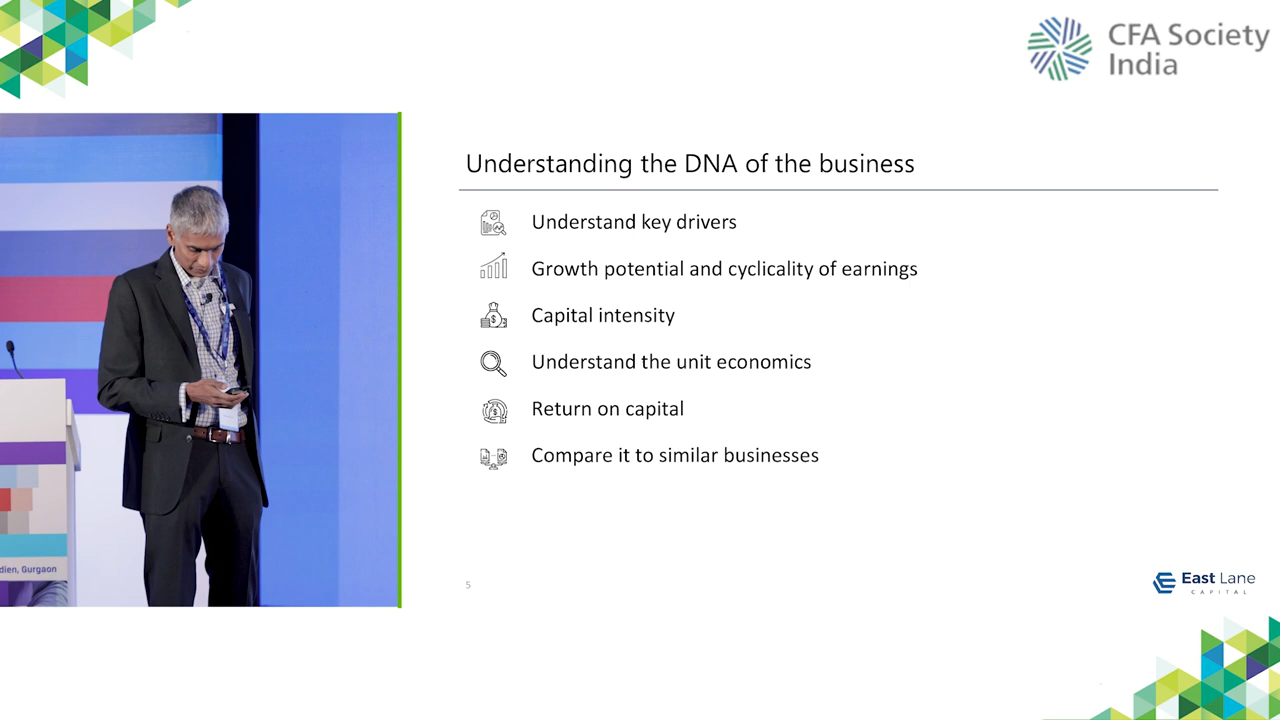 CFA Society
India
Understanding the DNA of the business
Understand key drivers
Growth potential and cyclicality of earnings
Capital intensity
Understand the unit economics
Return on capital
Compare it to similar businesses
dien, Gurgaon
5
East Lane
CAPITAL